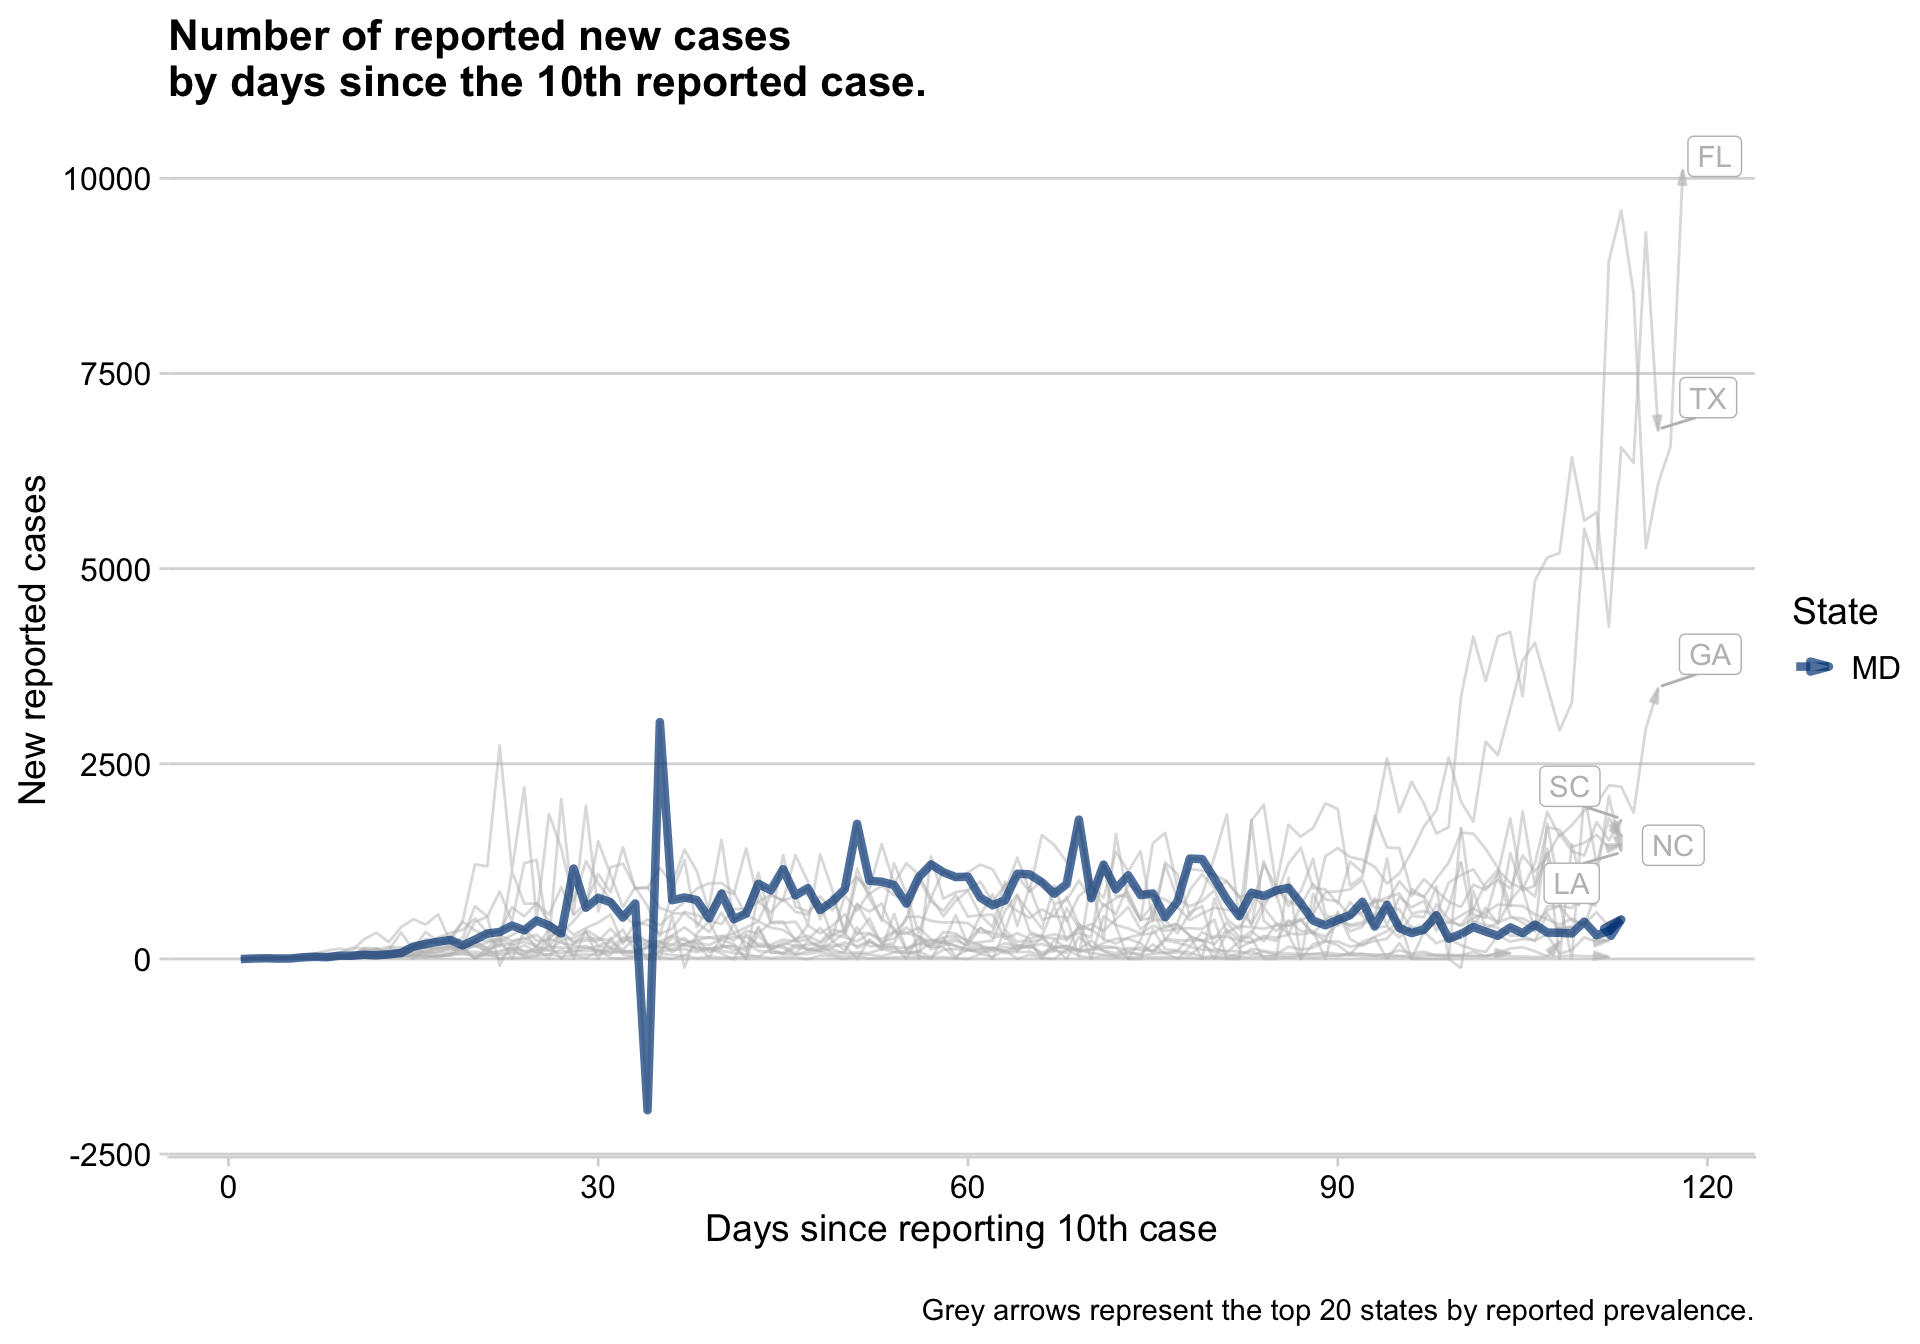 Number of reported new cases
by days since the 10th reported case.
10000
7500
5000
2500
0
-2500
New reported cases
FL
TX
GA
SC
NC
LA
State
MD
0
30
60
90
120
Days since reporting 10th case
Grey arrows represent the top 20 states by reported prevalence.